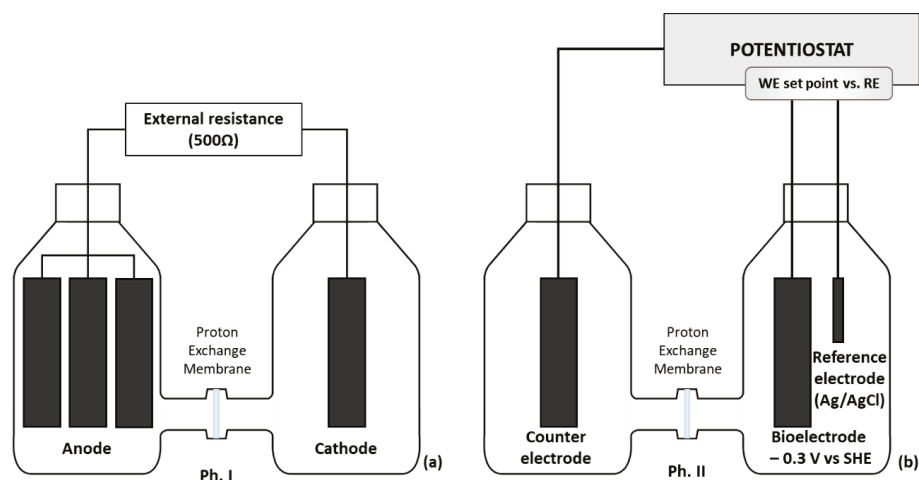 External resistance
(500Ω)
Proton
Exchange
Membrane
Anode
Cathode
(a)
Ph. I
POTENTIOSTAT
WE set point vs. RE
Proton
Exchange
Membrane
Reference
electrode
(Ag/AgCl)
Counter
electrode
Bioelectrode
– 0.3 V vs SHE
(b)
Ph. II